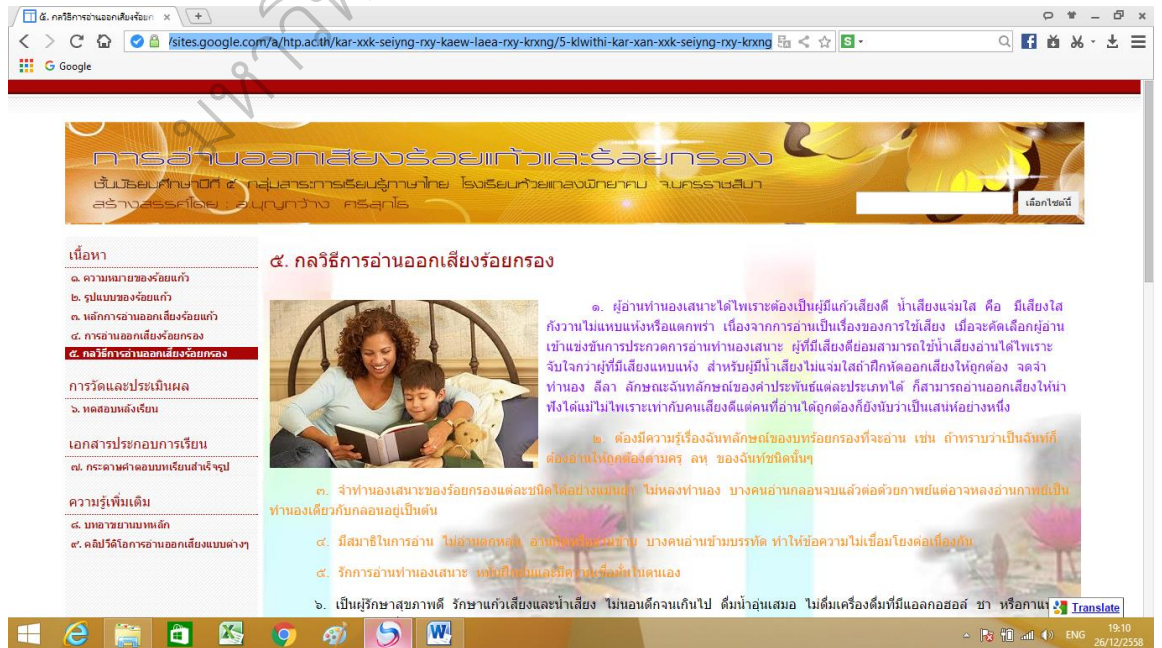 ๕. กลวิธีการอ่านออกเสียงร้อยก
/sites.google.com/a/htp.ac.th/kar-xxk-seiyng-rxy-kaew-laea-rxy-krxng/5-klwithi-kar-xan-xxk-seiyng-rxy-krxng
Google
การอ่านออกเสียงร้อยแก้วและร้อยกรอง
ชั้นมัธยมศึกษาปีที่ ๕ กลุ่มสาระการเรียนรู้ภาษาไทย โรงเรียนห้วยแถลงพิทยาคม จ.นครราชสีมา
สร้างสรรค์โดย : อ.บุญกว้าง ศรีสุทโธ
เลือกไซต์นี้
เนื้อหา
๑. ความหมายของร้อยแก้ว
๒. รูปแบบของร้อยแก้ว
๓. หลักการอ่านออกเสียงร้อยแก้ว
๔. การอ่านออกเสียงร้อยกรอง
๕. กลวิธีการอ่านออกเสียงร้อยกรอง
การวัดและประเมินผล
๖. ทดสอบหลังเรียน
เอกสารประกอบการเรียน
๗. กระดาษคำตอบบทเรียนสำเร็จรูป
ความรู้เพิ่มเติม
๘. บทอาขยานบทหลัก
๙. คลิปวีดีโอการอ่านออกเสียงแบบต่างๆ
๕. กลวิธีการอ่านออกเสียงร้อยกรอง
๑. ผู้อ่านทำนองเสนาะได้ไพเราะต้องเป็นผู้มีแก้วเสียงดี น้ำเสียงแจ่มใส คือ มีเสียงใส
กังวานไม่แหบแห้งหรือแตกพร่า เนื่องจากการอ่านเป็นเรื่องของการใช้เสียง เมื่อจะคัดเลือกผู้อ่าน
เข้าแข่งขันการประกวดการอ่านทำนองเสนาะ ผู้ที่มีเสียงดีย่อมสามารถใช้น้ำเสียงอ่านได้ไพเราะ
จับใจกว่าผู้ที่มีเสียงแหบแห้ง สำหรับผู้มีน้ำเสียงไม่แจ่มใสถ้าฝึกหัดออกเสียงให้ถูกต้อง จดจำ
ทำนอง ลีลา ลักษณะฉันทลักษณ์ของคำประพันธ์แต่ละประเภทได้ ก็สามารถอ่านออกเสียงให้น่า
ฟังได้แม้ไม่ไพเราะเท่ากับคนเสียงดีแต่คนที่อ่านได้ถูกต้องก็ยังนับว่าเป็นเสน่ห์อย่างหนึ่ง
๒. ต้องมีความรู้เรื่องฉันทลักษณ์ของบทร้อยกรองที่จะอ่าน เช่น ถ้าทราบว่าเป็นฉันท์ก็
ต้องอ่านให้ถูกต้องตามครุ ลหุ ของฉันท์ชนิดนั้นๆ
๓. จำทำนองเสนาะของร้อยกรองแต่ละชนิดได้อย่างแม่นยำ ไม่หลงทำนอง บางคนอ่านกลอนจบแล้วต่อด้วยกาพย์แต่อาจหลงอ่านกาพย์เป็น
ทำนองเดียวกับกลอนอยู่เป็นต้น
๔. มีสมาธิในการอ่าน ไม่อ่านตกหล่น บางคนอ่านข้ามบรรทัด ทำให้ข้อความไม่เชื่อมโยงต่อเนื่องกัน
๕. รักการอ่านทำนองเสนาะ หมั่นฝึกฝนและมีความเชื่อมั่นในตนเอง
๖. เป็นผู้รักษาสุขภาพดี รักษาแก้วเสียงและน้ำเสียง ไม่นอนดึกจนเกินไป ดื่มน้ำอุ่นเสมอ ไม่ดื่มเครื่องดื่มที่มีแอลกอฮอล์ ชา หรือกาแ
Translate
ENG
19:10
26/12/2558